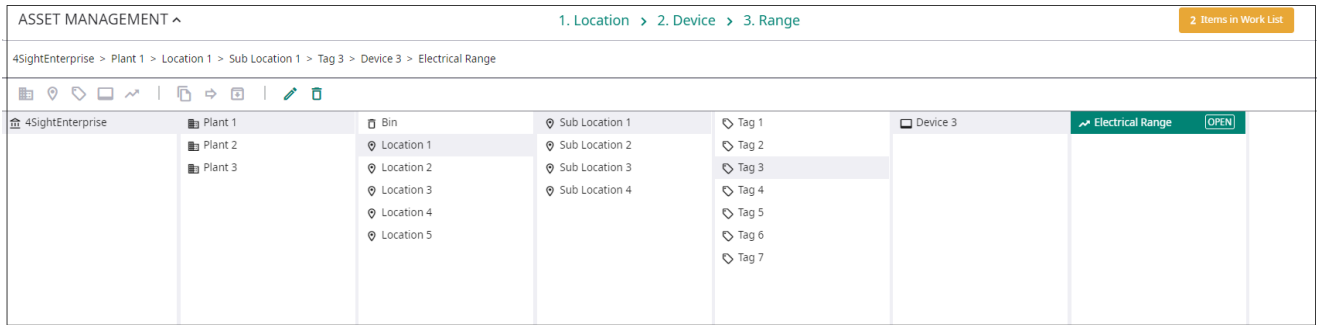 ASSET MANAGEMENT
1. Location > 2. Device > 3. Range
2 Items in Work List
4SightEnterprise > Plant 1 > Location 1 > Sub Location 1 > Tag 3 > Device 3 > Electrical Range
4SightEnterprise
Plant 1
Plant 2
Plant 3
Bin
Location 1
Location 2
Location 3
Location 4
Location 5
Sub Location 1
Sub Location 2
Sub Location 3
Sub Location 4
Tag 1
Tag 2
Tag 3
Tag 4
Tag 5
Tag 6
Tag 7
Device 3
Electrical Range OPEN